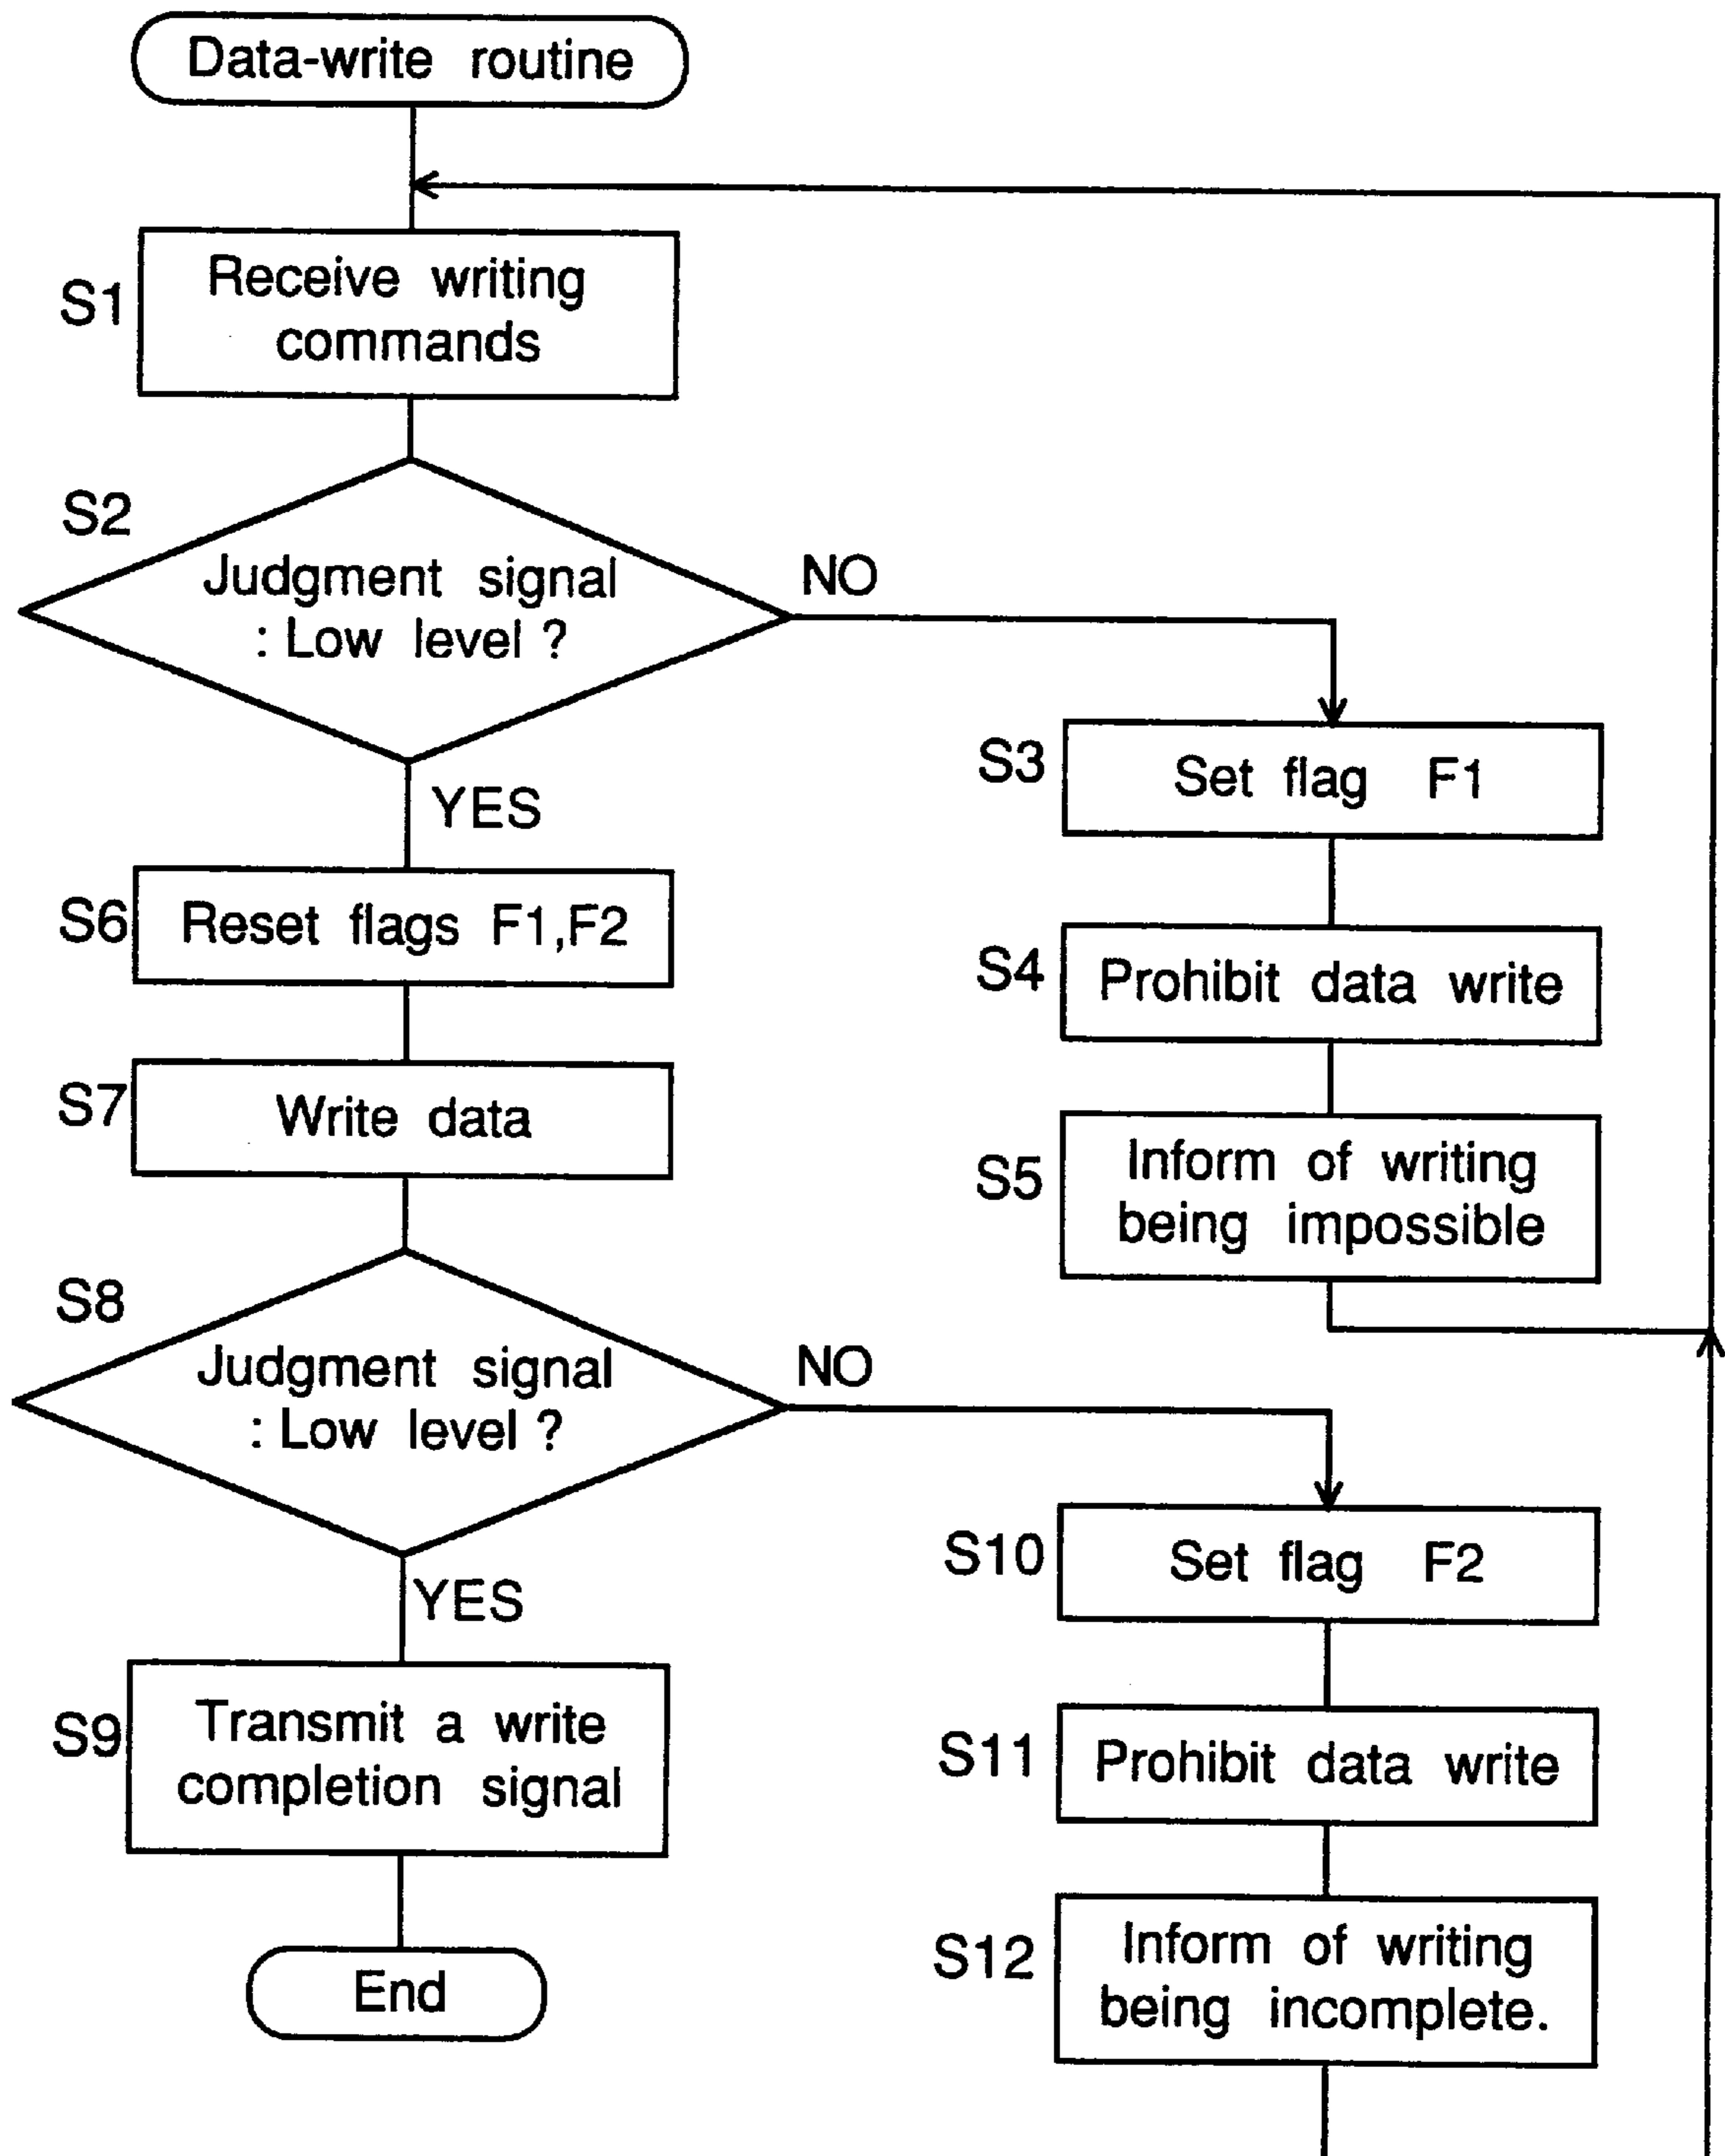 Data-write routine
S1
Receive writing
commands
S2
Judgment signal
: Low level ?
NO
YES
S3
Set flag F1
S4
Prohibit data write
S5
Inform of writing
being impossible
S6
Reset flags F1,F2
S7
Write data
S8
Judgment signal
: Low level ?
NO
YES
S9
Transmit a write
completion signal
End
S10
Set flag F2
S11
Prohibit data write
S12
Inform of writing
being incomplete.